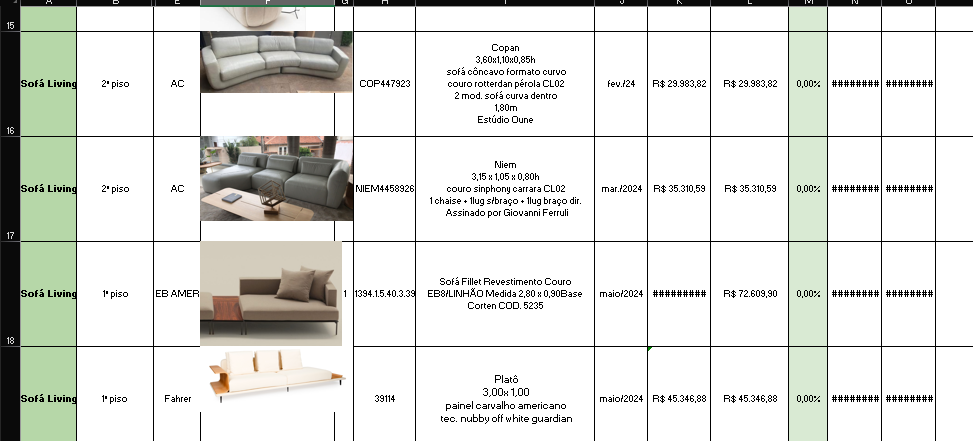 A B E F G H I J K L M N O
15
Sofá Living 2º piso AC COP447923 Copan
3,60x1,10x0,85h
sofá côncavo formato curvo
couro rotterdan pérola CL02
2 mod. sofá curva dentro
1,80m
Estúdio Oune fev./24 R$ 29.983,82 R$ 29.983,82 0,00% ######## ########
16
Sofá Living 2º piso AC NIEM4458926 Niem
3,15 x 1,05 x 0,80h
couro sinphong carrara CL02
1 chaise + 1lug s/braço + 1lug braço dir.
Assinado por Giovanni Ferruli mar./2024 R$ 35.310,59 R$ 35.310,59 0,00% ######## ########
17
Sofá Living 1º piso EB AMER 1 1394.1.5.40.3.39 Sofá Fillet Revestimento Couro
EB8/LINHÃO Medida 2,80 x 0,90Base
Corten COD. 5235 maio/2024 ######### R$ 72.609,90 0,00% ######## ########
18
Sofá Living 1º piso Fahrer 39114 Platô
3,00x 1,00
painel carvalho americano
tec. nubby off white guardian maio/2024 R$ 45.346,88 R$ 45.346,88 0,00% ######## ########